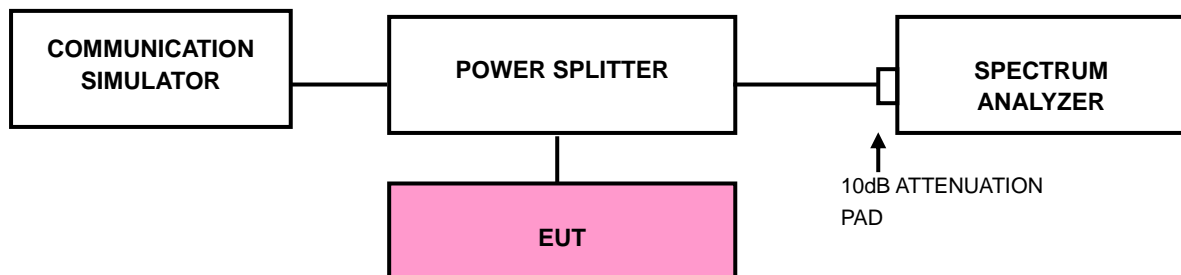 COMMUNICATION
SIMULATOR
POWER SPLITTER
SPECTRUM
ANALYZER
10dB ATTENUATION
PAD
EUT